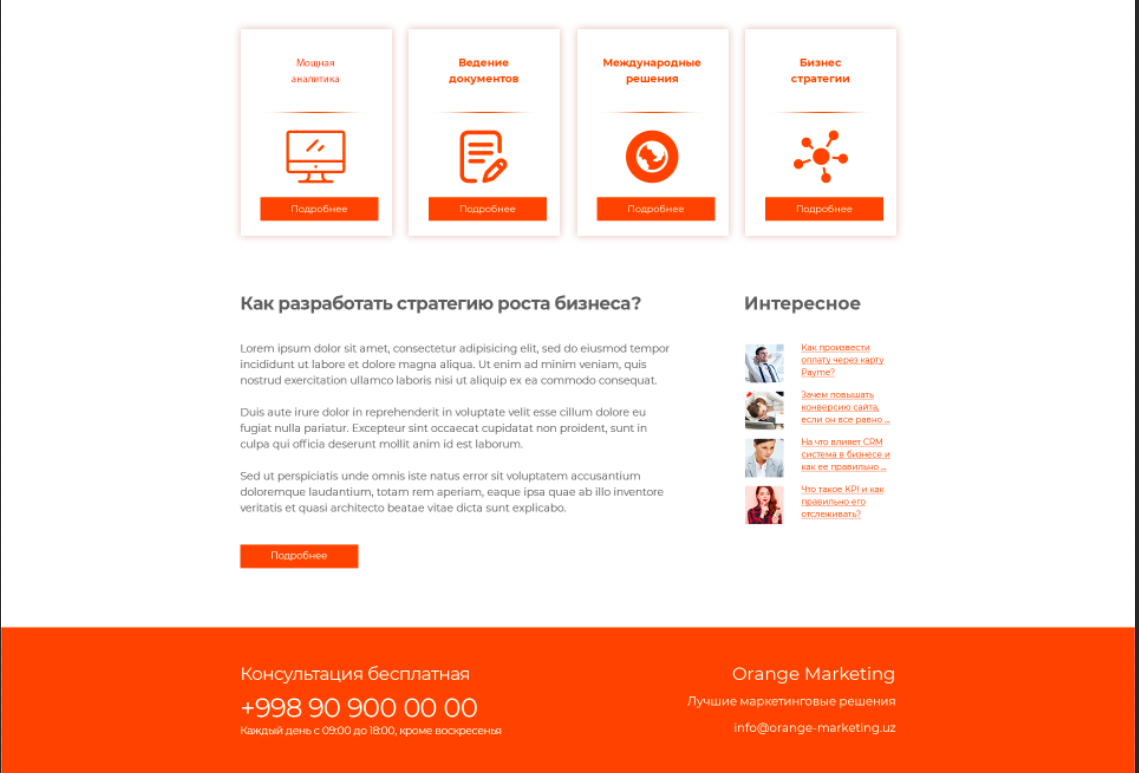 Мощная
аналитика
Ведение
документов
Международные
решения
Бизнес
стратегии
Подробнее
Подробнее
Подробнее
Подробнее
Как разработать стратегию роста бизнеса?
Lorem ipsum dolor sit amet, consectetur adipisicing elit, sed do eiusmod tempor
incididunt ut labore et dolore magna aliqua. Ut enim ad minim veniam, quis
nostrud exercitation ullamco laboris nisi ut aliquip ex ea commodo consequat.
Duis aute irure dolor in reprehenderit in voluptate velit esse cillum dolore eu
fugiat nulla pariatur. Excepteur sint occaecat cupidatat non proident, sunt in
culpa qui officia deserunt mollit anim id est laborum.
Sed ut perspiciatis unde omnis iste natus error sit voluptatem accusantium
doloremque laudantium, totam rem aperiam, eaque ipsa quae ab illo inventore
veritatis et quasi architecto beatae vitae dicta sunt explicabo.
Подробнее
Интересное
Как произвести
оплату через карту
Payme?
Зачем повышать
конверсию сайта,
если он все равно ...
На что влияет CRM
система в бизнесе и
как ее правильно ...
Что такое KPI и как
правильно его
отслеживать?
Консультация бесплатная
+998 90 900 00 00
Каждый день с 09:00 до 18:00, кроме воскресенья
Orange Marketing
Лучшие маркетинговые решения
info@orange-marketing.uz